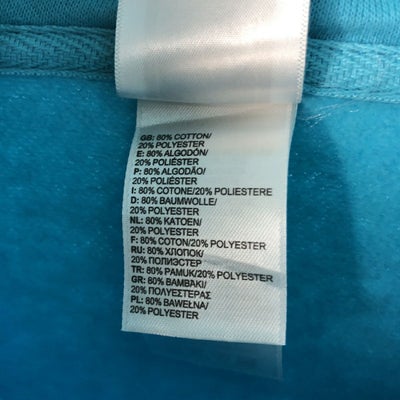 GB: 80% COTTON/
20% POLYESTER
E: 80% ALGODÓN/
20% POLIÉSTER
P: 80% ALGODÃO/
20% POLIÉSTER
I: 80% COTONE/20% POLIESTERE
D: 80% BAUMWOLLE/
20% POLYESTER
NL: 80% KATOEN/
20% POLYESTER
F: 80% COTON/20% POLYESTER
RU: 80% ХЛОПОК/
20% ПОЛИЭСТЕР
TR: 80% PAMUK/20% POLYESTER
GR: 80% BAMBAKI/
20% ΠΟΛΥΕΣΤΕΡΑΣ
PL: 80% BAWEŁNA/
20% POLYESTER